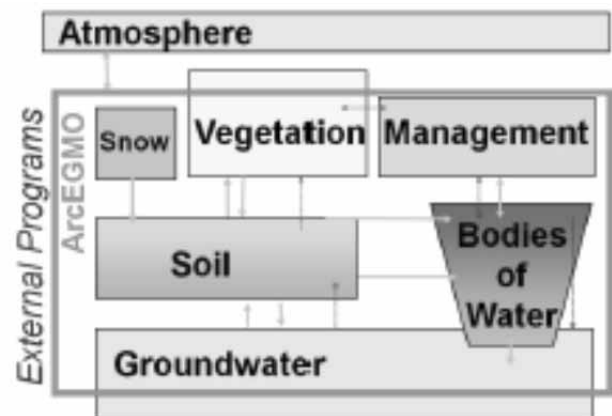 Atmosphere
External Programs
ArcEGMO
Snow
Vegetation
Management
Soil
Bodies
of
Water
Groundwater